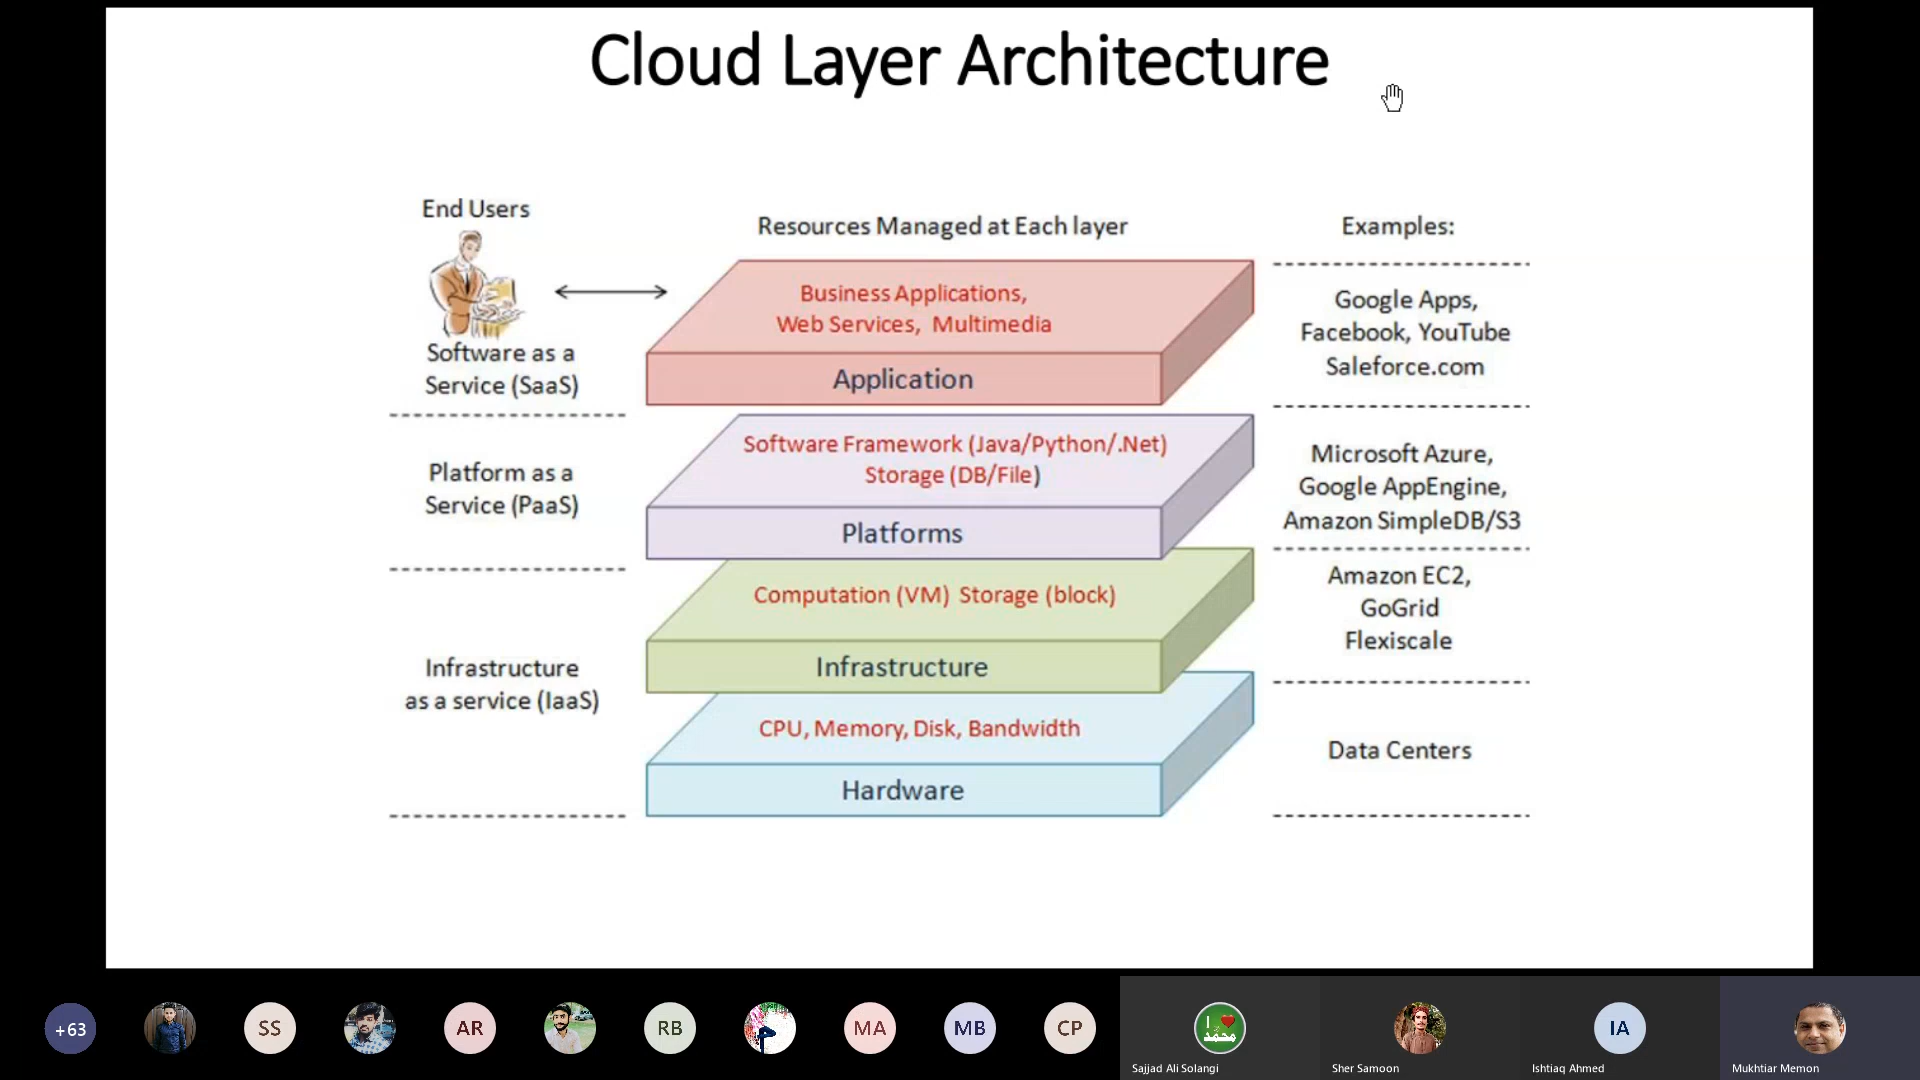 Cloud Layer Architecture
End Users
Resources Managed at Each layer
Examples:
Business Applications,
Web Services, Multimedia
Application
Google Apps,
Facebook, YouTube
Saleforce.com
Software as a
Service (SaaS)
Software Framework (Java/Python/.Net)
Storage (DB/File)
Platforms
Platform as a
Service (PaaS)
Microsoft Azure,
Google AppEngine,
Amazon SimpleDB/S3
Computation (VM) Storage (block)
Infrastructure
Amazon EC2,
GoGrid
Flexiscale
Infrastructure
as a service (IaaS)
CPU, Memory, Disk, Bandwidth
Hardware
Data Centers
+63
SS
AR
RB
MA
MB
CP
I
محمد
IA
Sajjad Ali Solangi
Sher Samoon
Ishtiaq Ahmed
Mukhtiar Memon